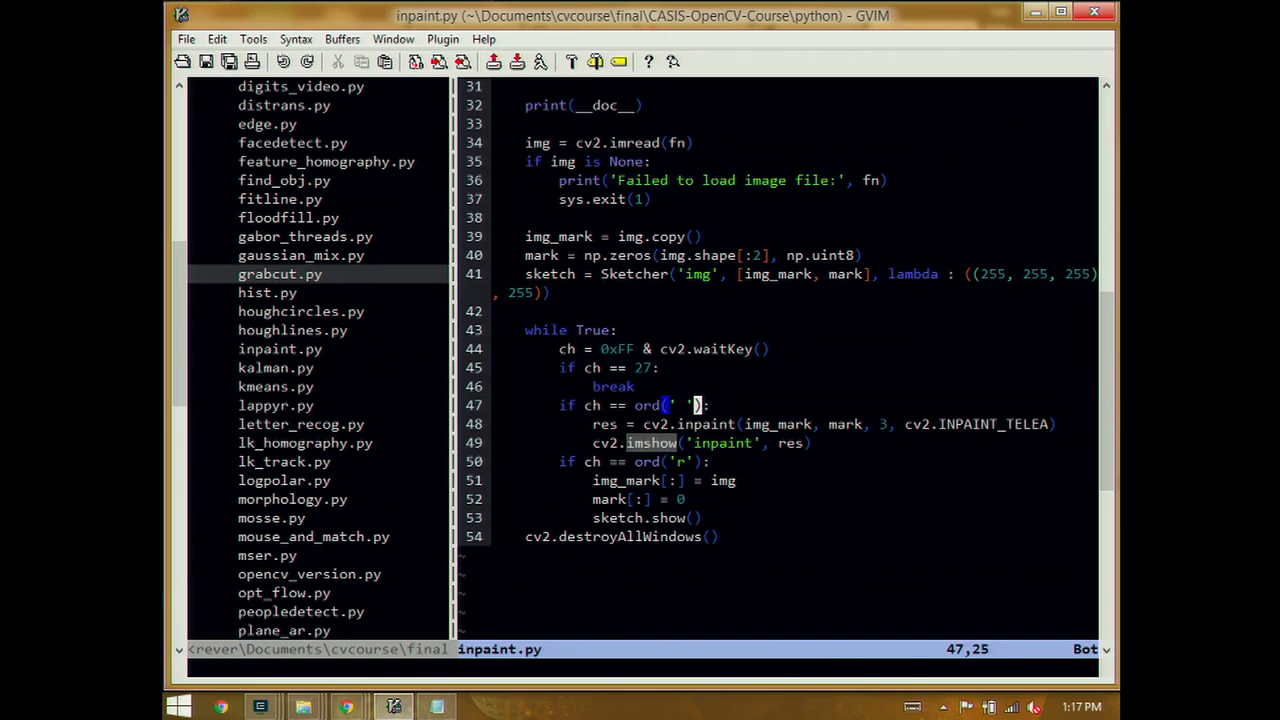 inpaint.py (~\Documents\cvcourse\final\CASIS-OpenCV-Course\python) - GVIM
File Edit Tools Syntax Buffers Window Plugin Help
digits_video.py
distrans.py
edge.py
facedetect.py
feature_homography.py
find_obj.py
fitline.py
floodfill.py
gabor_threads.py
gaussian_mix.py
grabcut.py
hist.py
houghcircles.py
houghlines.py
inpaint.py
kalman.py
kmeans.py
lappyr.py
letter_recog.py
lk_homography.py
lk_track.py
logpolar.py
morphology.py
mosse.py
mouse_and_match.py
mser.py
opencv_version.py
opt_flow.py
peopledetect.py
plane_ar.py
31
32 print(__doc__)
33
34 img = cv2.imread(fn)
35 if img is None:
36 print('Failed to load image file:', fn)
37 sys.exit(1)
38
39 img_mark = img.copy()
40 mark = np.zeros(img.shape[:2], np.uint8)
41 sketch = Sketcher('img', [img_mark, mark], lambda : ((255, 255, 255)
, 255))
42
43 while True:
44 ch = 0xFF & cv2.waitKey()
45 if ch == 27:
46 break
47 if ch == ord(' '):
48 res = cv2.inpaint(img_mark, mark, 3, cv2.INPAINT_TELEA)
49 cv2.imshow('inpaint', res)
50 if ch == ord('r'):
51 img_mark[:] = img
52 mark[:] = 0
53 sketch.show()
54 cv2.destroyAllWindows()
~
~
~
~
~
<rever\Documents\cvcourse\final inpaint.py 47,25 Bot
1:17 PM